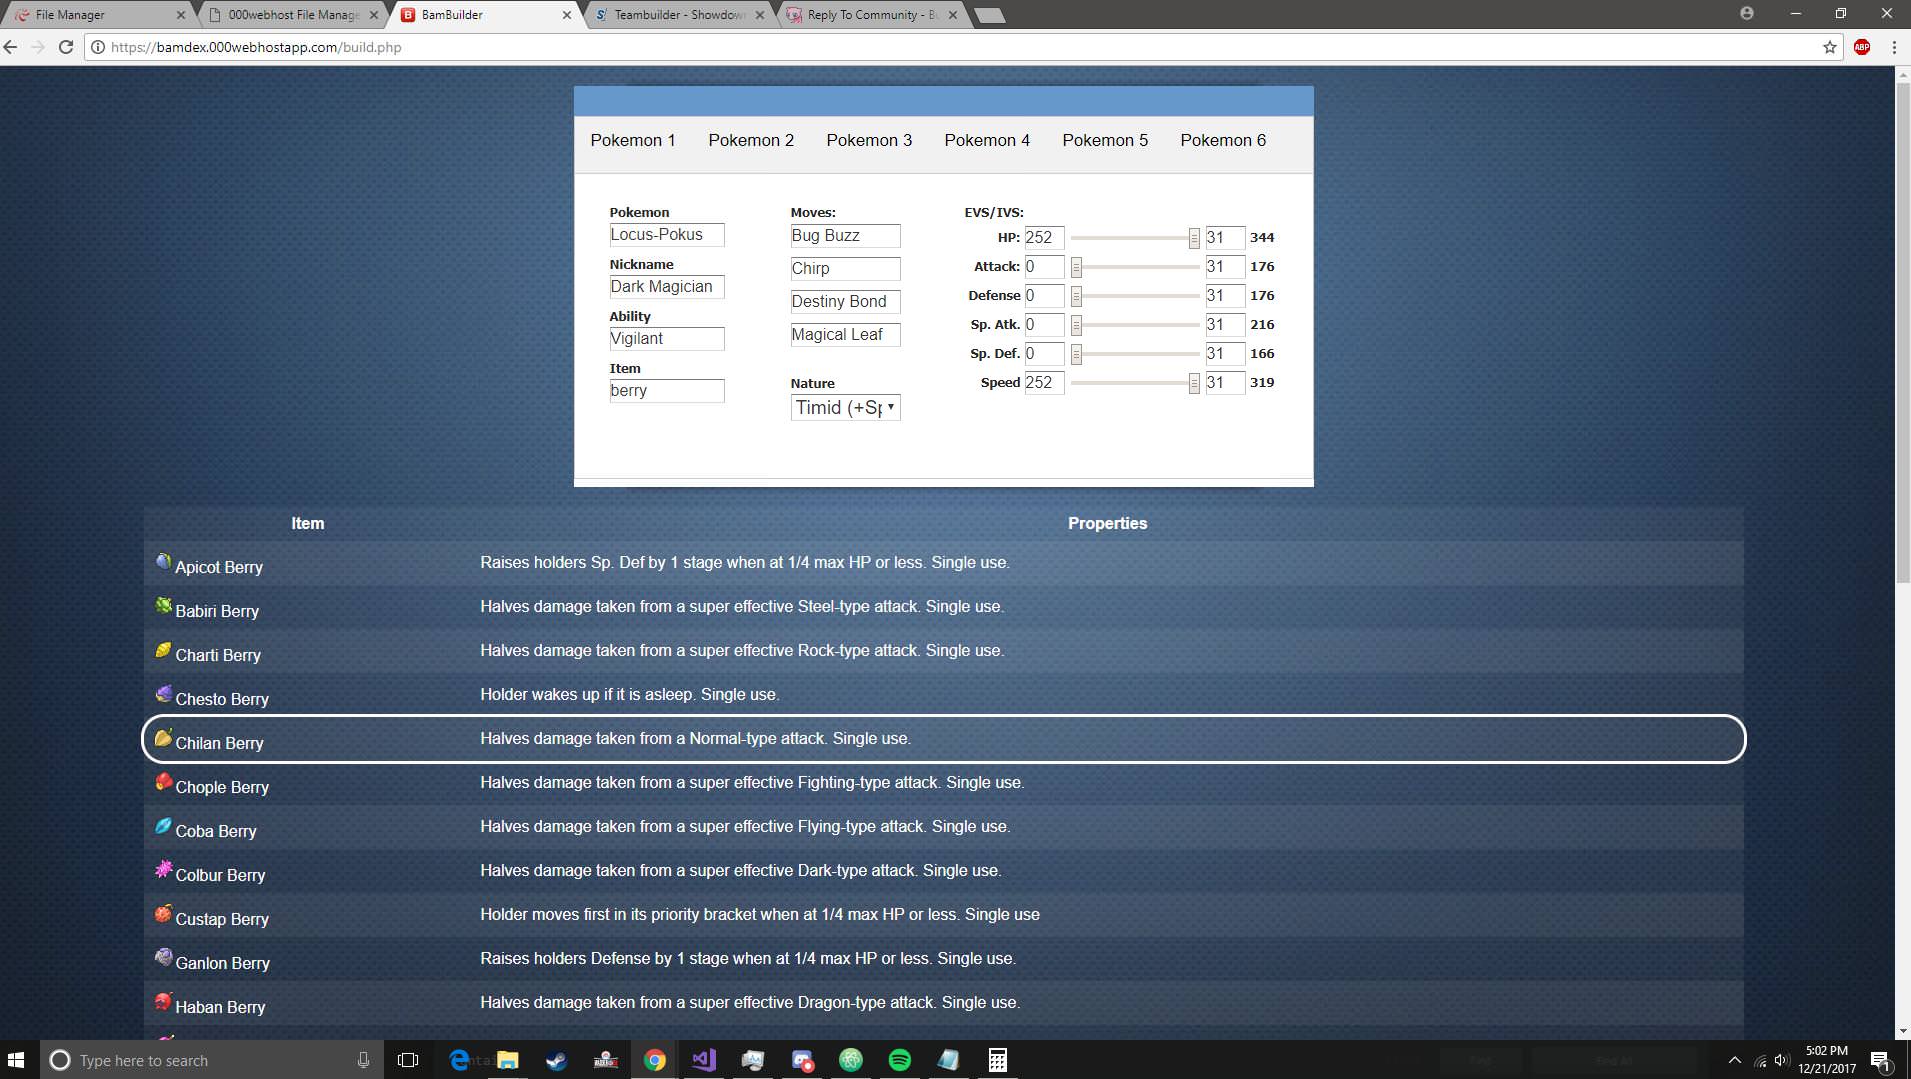 File Manager
000webhost File Manage
BamBuilder
Teambuilder - Showdown
Reply To Community - B
https://bamdex.000webhostapp.com/build.php
ABP
Pokemon 1 Pokemon 2 Pokemon 3 Pokemon 4 Pokemon 5 Pokemon 6
Pokemon
Locus-Pokus
Nickname
Dark Magician
Ability
Vigilant
Item
berry
Moves:
Bug Buzz
Chirp
Destiny Bond
Magical Leaf
Nature
Timid (+Sp
EVS/IVS:
HP: 252 31 344
Attack: 0 31 176
Defense 0 31 176
Sp. Atk. 0 31 216
Sp. Def. 0 31 166
Speed 252 31 319
Item Properties
Apicot Berry Raises holders Sp. Def by 1 stage when at 1/4 max HP or less. Single use.
Babiri Berry Halves damage taken from a super effective Steel-type attack. Single use.
Charti Berry Halves damage taken from a super effective Rock-type attack. Single use.
Chesto Berry Holder wakes up if it is asleep. Single use.
Chilan Berry Halves damage taken from a Normal-type attack. Single use.
Chople Berry Halves damage taken from a super effective Fighting-type attack. Single use.
Coba Berry Halves damage taken from a super effective Flying-type attack. Single use.
Colbur Berry Halves damage taken from a super effective Dark-type attack. Single use.
Custap Berry Holder moves first in its priority bracket when at 1/4 max HP or less. Single use
Ganlon Berry Raises holders Defense by 1 stage when at 1/4 max HP or less. Single use.
Haban Berry Halves damage taken from a super effective Dragon-type attack. Single use.
Type here to search
5:02 PM
12/21/2017
1